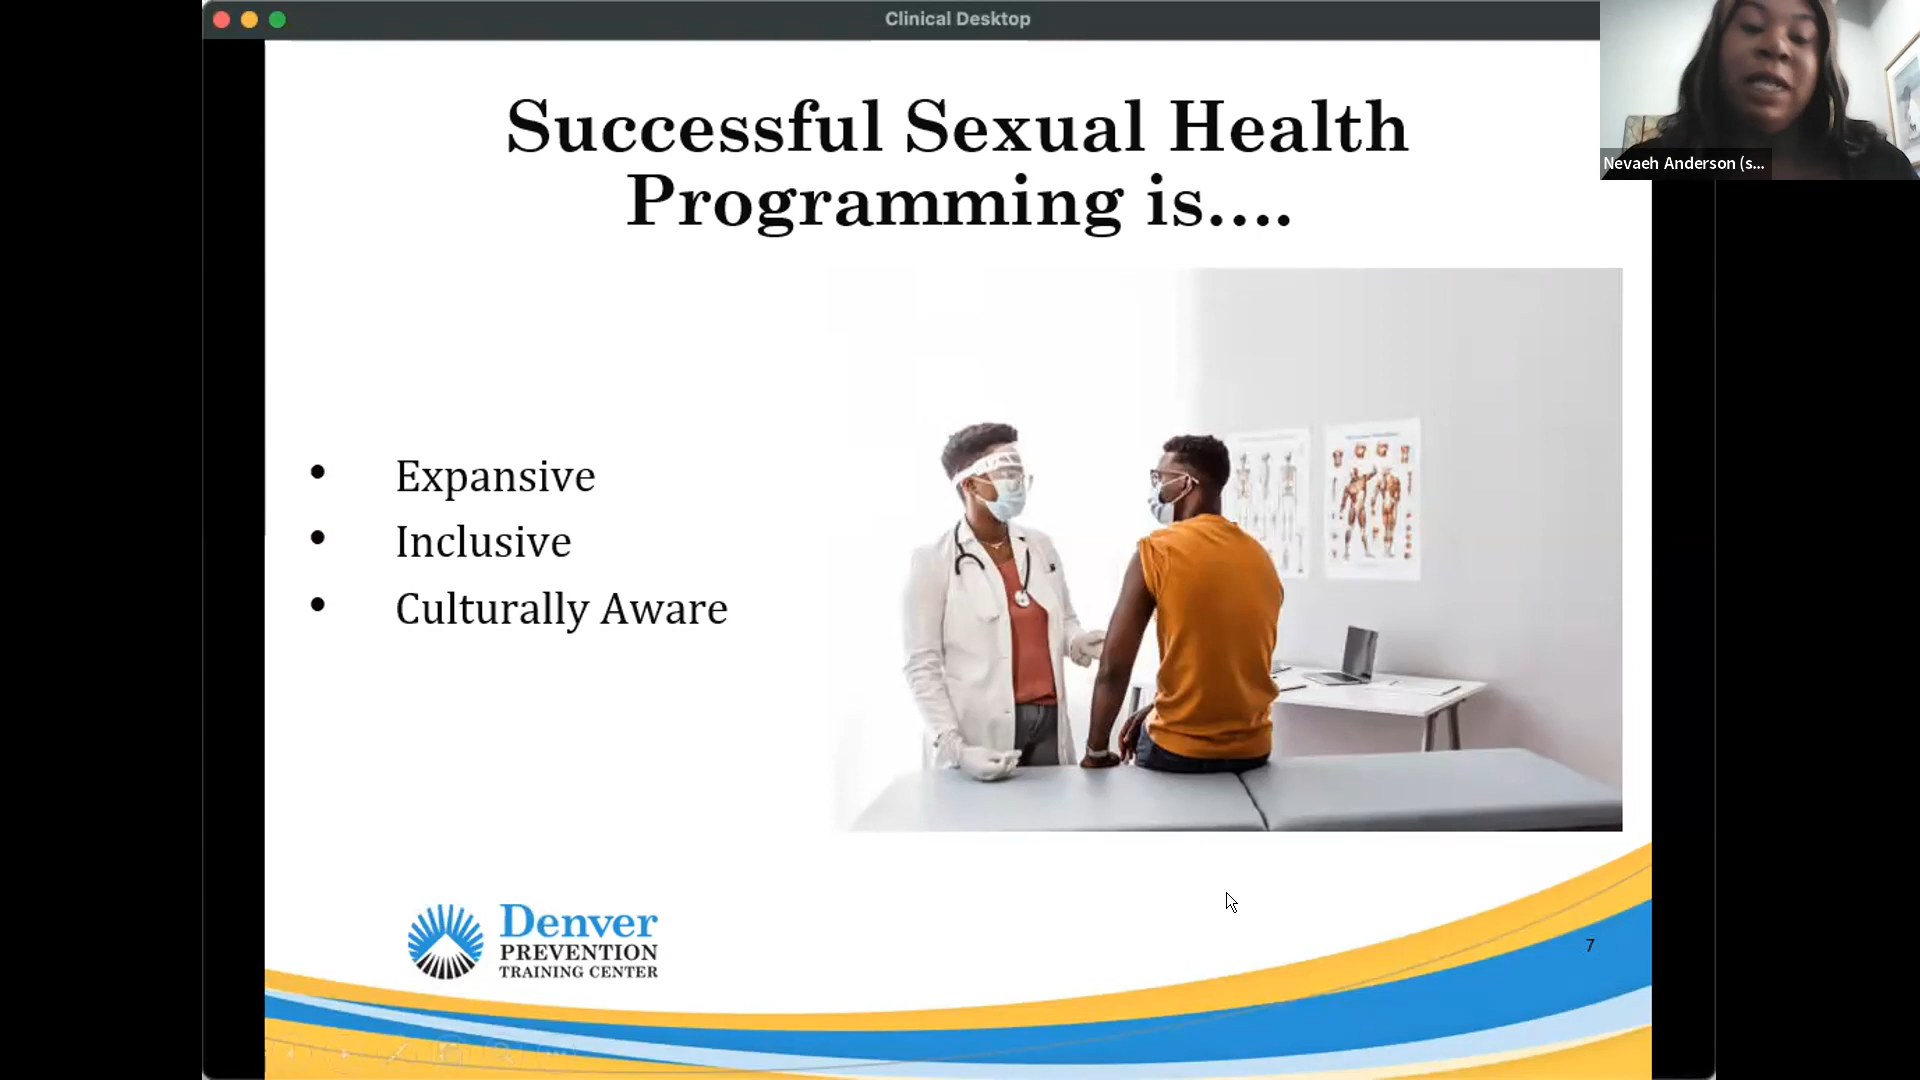 Clinical Desktop
Successful Sexual Health
Programming is....
Nevaeh Anderson (s...
• Expansive
• Inclusive
• Culturally Aware
Denver
PREVENTION
TRAINING CENTER
7